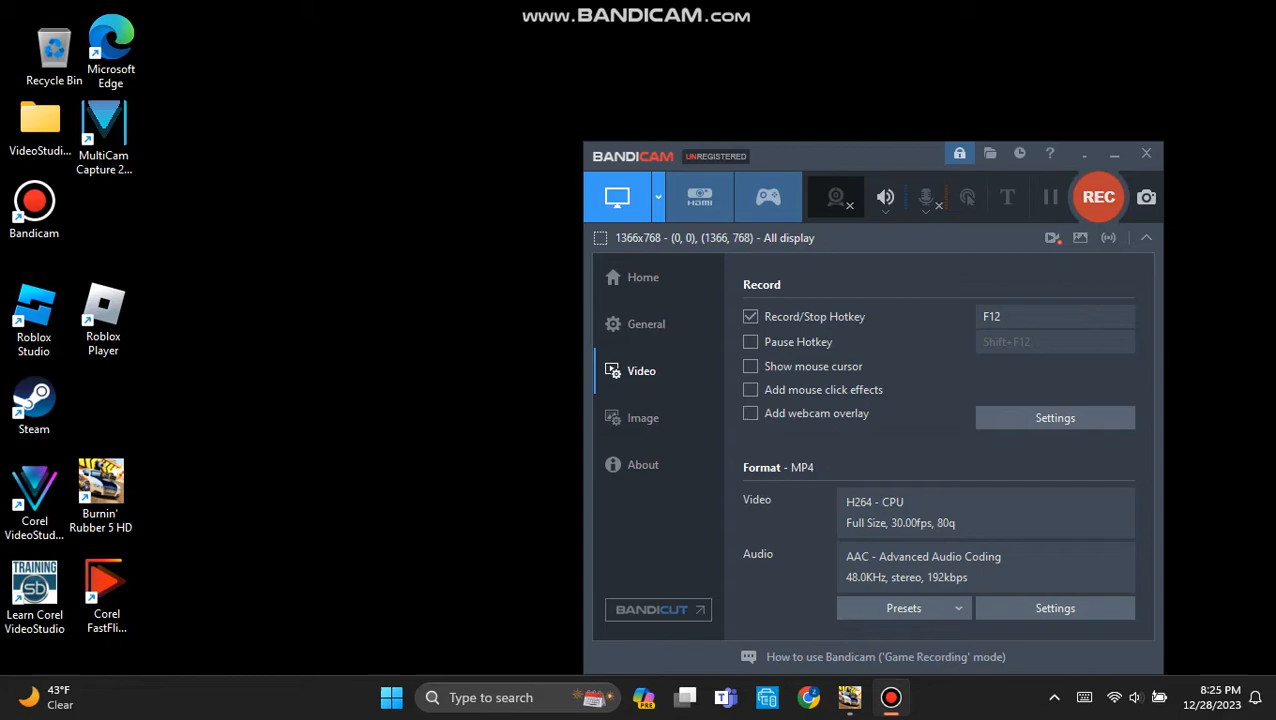 www.BANDICAM.com
Recycle Bin
Microsoft
Edge
VideoStudi...
MultiCam
Capture 2...
Bandicam
Roblox
Studio
Roblox
Player
Steam
Corel
VideoStud...
Burnin'
Rubber 5 HD
TRAINING
SD
Learn Corel
VideoStudio
Corel
FastFli...
BANDICAM UNREGISTERED
HDMI
T
REC
1366x768 - (0, 0), (1366, 768) - All display
Home
General
Video
Image
About
BANDICUT
Record
Record/Stop Hotkey F12
Pause Hotkey Shift+F12
Show mouse cursor
Add mouse click effects
Add webcam overlay
Settings
Format - MP4
Video
H264 - CPU
Full Size, 30.00fps, 80q
Audio
AAC - Advanced Audio Coding
48.0KHz, stereo, 192kbps
Presets Settings
How to use Bandicam ('Game Recording' mode)
43°F
Clear
Type to search
PRE
8:25 PM
12/28/2023